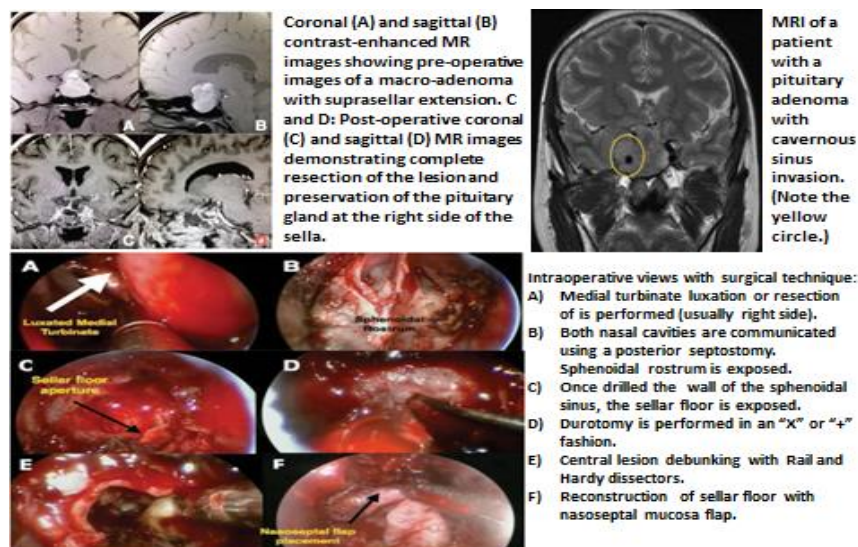 Coronal (A) and sagittal (B)
contrast-enhanced MR
images showing pre-operative
images of a macro-adenoma
with suprasellar extension. C
and D: Post-operative coronal
(C) and sagittal (D) MR images
demonstrating complete
resection of the lesion and
preservation of the pituitary
gland at the right side of the
sella.
A
B
C
MRI of a
patient
with a
pituitary
adenoma
with
cavernous
sinus
invasion.
(Note the
yellow
circle.)
A
Luxated Medial
Turbinate
B
Sphenoidal
Rostrum
C
Sellar floor
aperture
D
E
F
Nasoseptal flap
placement
Intraoperative views with surgical technique:
A) Medial turbinate luxation or resection
of is performed (usually right side).
B) Both nasal cavities are communicated
using a posterior septostomy.
Sphenoidal rostrum is exposed.
C) Once drilled the wall of the sphenoidal
sinus, the sellar floor is exposed.
D) Durotomy is performed in an “X” or “+”
fashion.
E) Central lesion debunking with Rail and
Hardy dissectors.
F) Reconstruction of sellar floor with
nasoseptal mucosa flap.